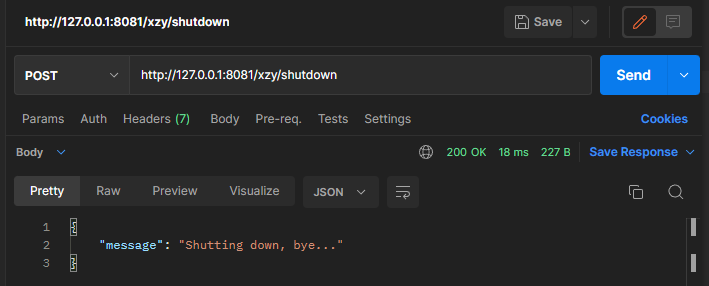 http://127.0.0.1:8081/xzy/shutdown Save
POST http://127.0.0.1:8081/xzy/shutdown Send
Params Auth Headers (7) Body Pre-req. Tests Settings Cookies
Body 200 OK 18 ms 227 B Save Response
Pretty Raw Preview Visualize JSON
1 {
2 "message": "Shutting down, bye..."
3 }